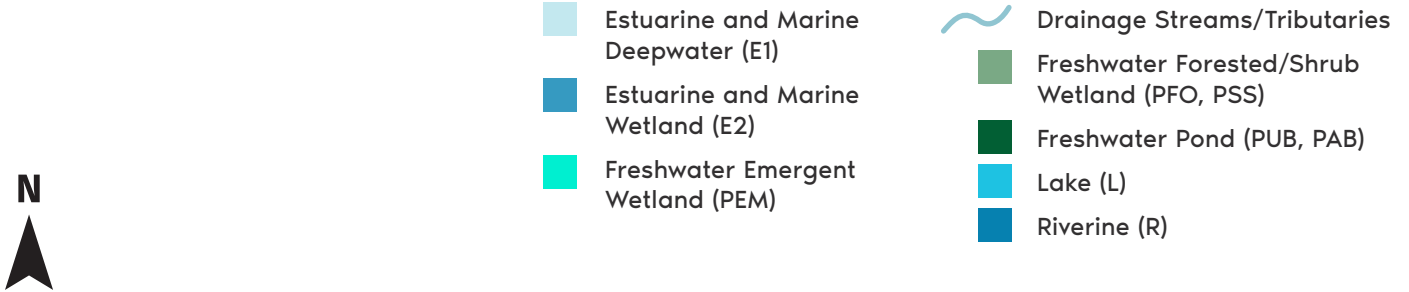 Estuarine and Marine
Deepwater (E1)
Estuarine and Marine
Wetland (E2)
Freshwater Emergent
Wetland (PEM)
Drainage Streams/Tributaries
Freshwater Forested/Shrub
Wetland (PFO, PSS)
Freshwater Pond (PUB, PAB)
Lake (L)
Riverine (R)
N